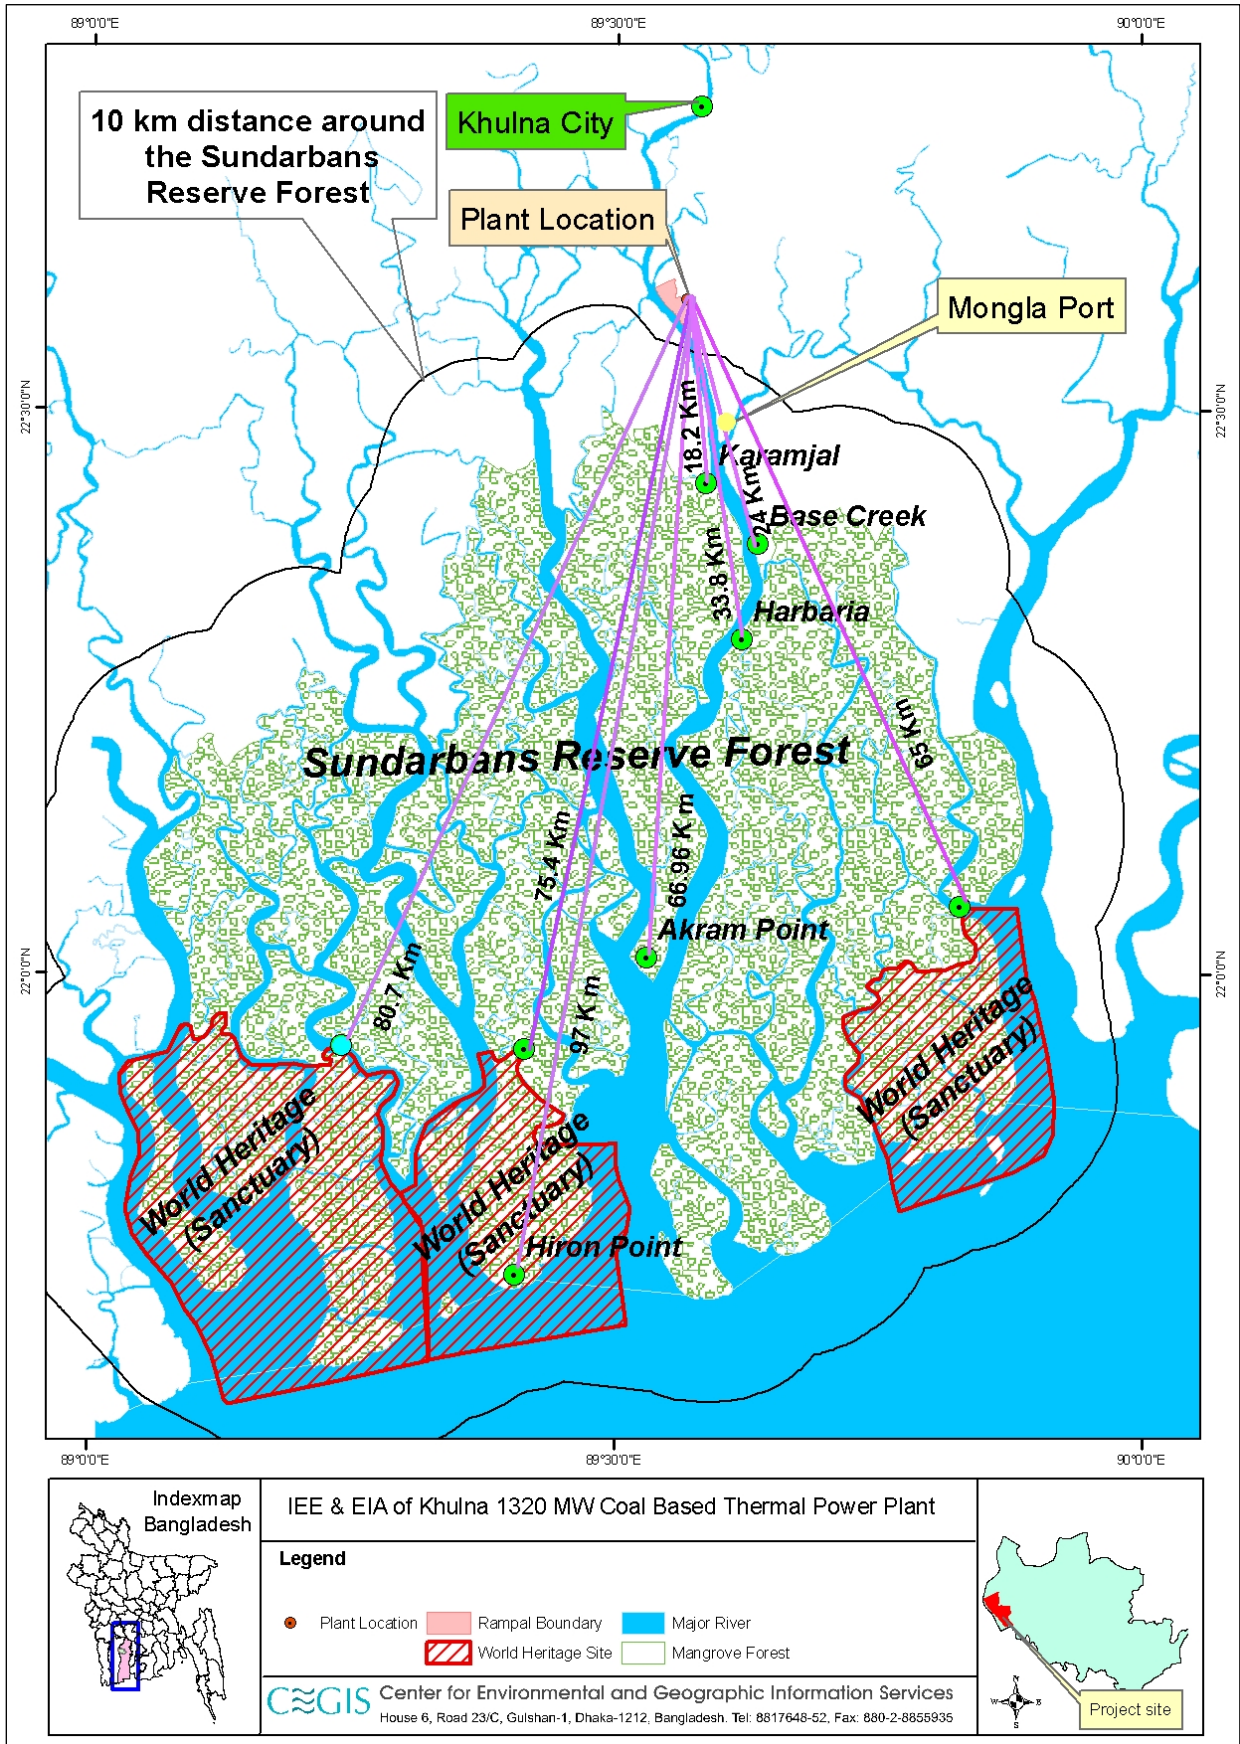 89°0'0"E
89°30'0"E
90°0'0"E
10 km distance around
the Sundarbans
Reserve Forest
Khulna City
Plant Location
Mongla Port
22°30'0"N
22°30'0"N
18.2 Km
Karamjal
24 Km
Base Creek
33.8 Km
Harbaria
65 Km
Sundarbans Reserve Forest
75.4 Km
66.96 K m
Akram Point
80.7 Km
97 K m
22°0'0"N
22°0'0"N
World Heritage
(Sanctuary)
World Heritage
(Sanctuary)
World Heritage
(Sanctuary)
Hiron Point
89°0'0"E
89°30'0"E
90°0'0"E
Indexmap
Bangladesh
IEE & EIA of Khulna 1320 MW Coal Based Thermal Power Plant
Legend
Plant Location
Rampal Boundary
Major River
World Heritage Site
Mangrove Forest
CEGIS Center for Environmental and Geographic Information Services
House 6, Road 23/C, Gulshan-1, Dhaka-1212, Bangladesh. Tel: 8817648-52, Fax: 880-2-8855935
N
W
E
S
Project site